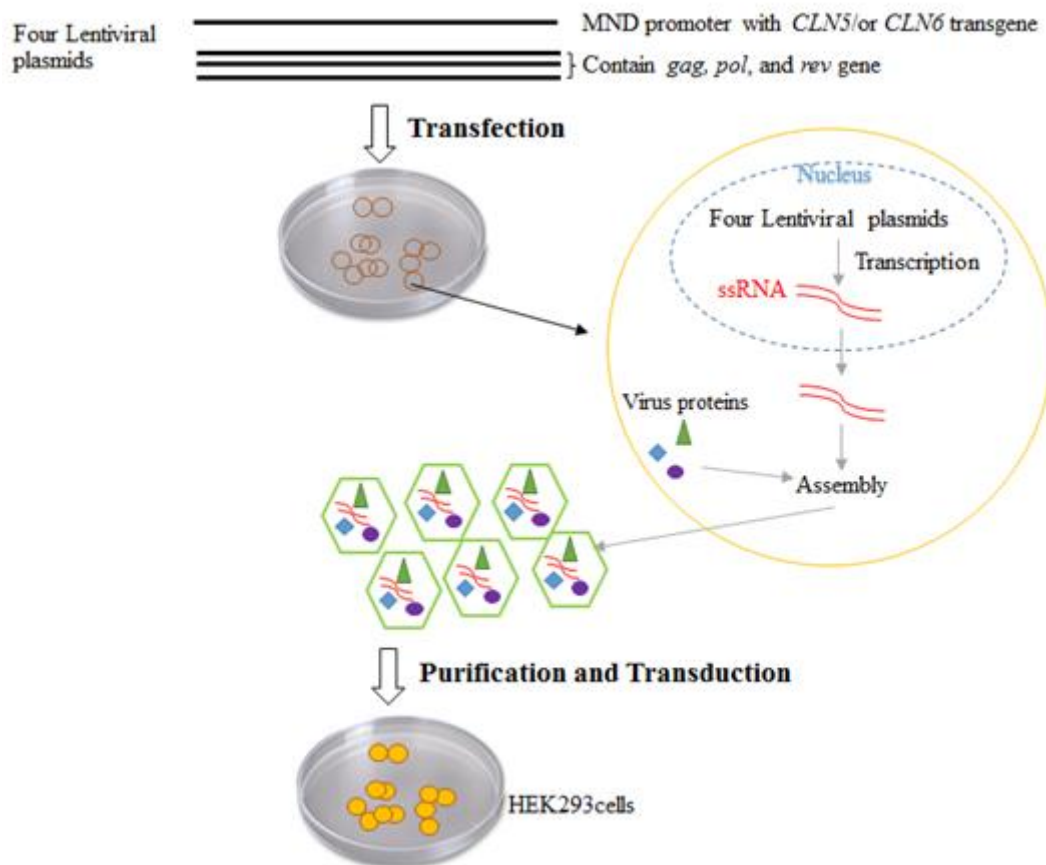 Four Lentiviral
plasmids
MND promoter with CLN5/or CLN6 transgene
Contain gag, pol, and rev gene
Transfection
Nucleus
Four Lentiviral plasmids
Transcription
ssRNA
Virus proteins
Assembly
Purification and Transduction
HEK293cells